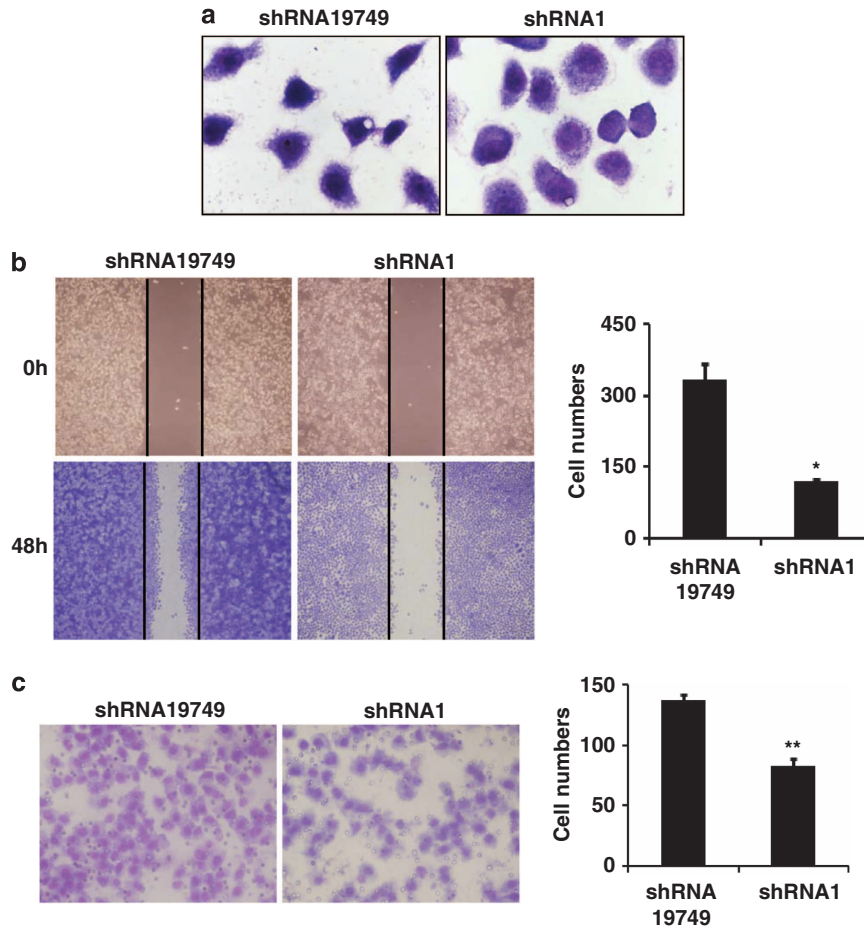 a
shRNA19749 shRNA1
b
shRNA19749 shRNA1
0h
48h
Cell numbers
450
300
150
0
*
shRNA
19749
shRNA1
c
shRNA19749 shRNA1
Cell numbers
150
100
50
0
**
shRNA
19749
shRNA1